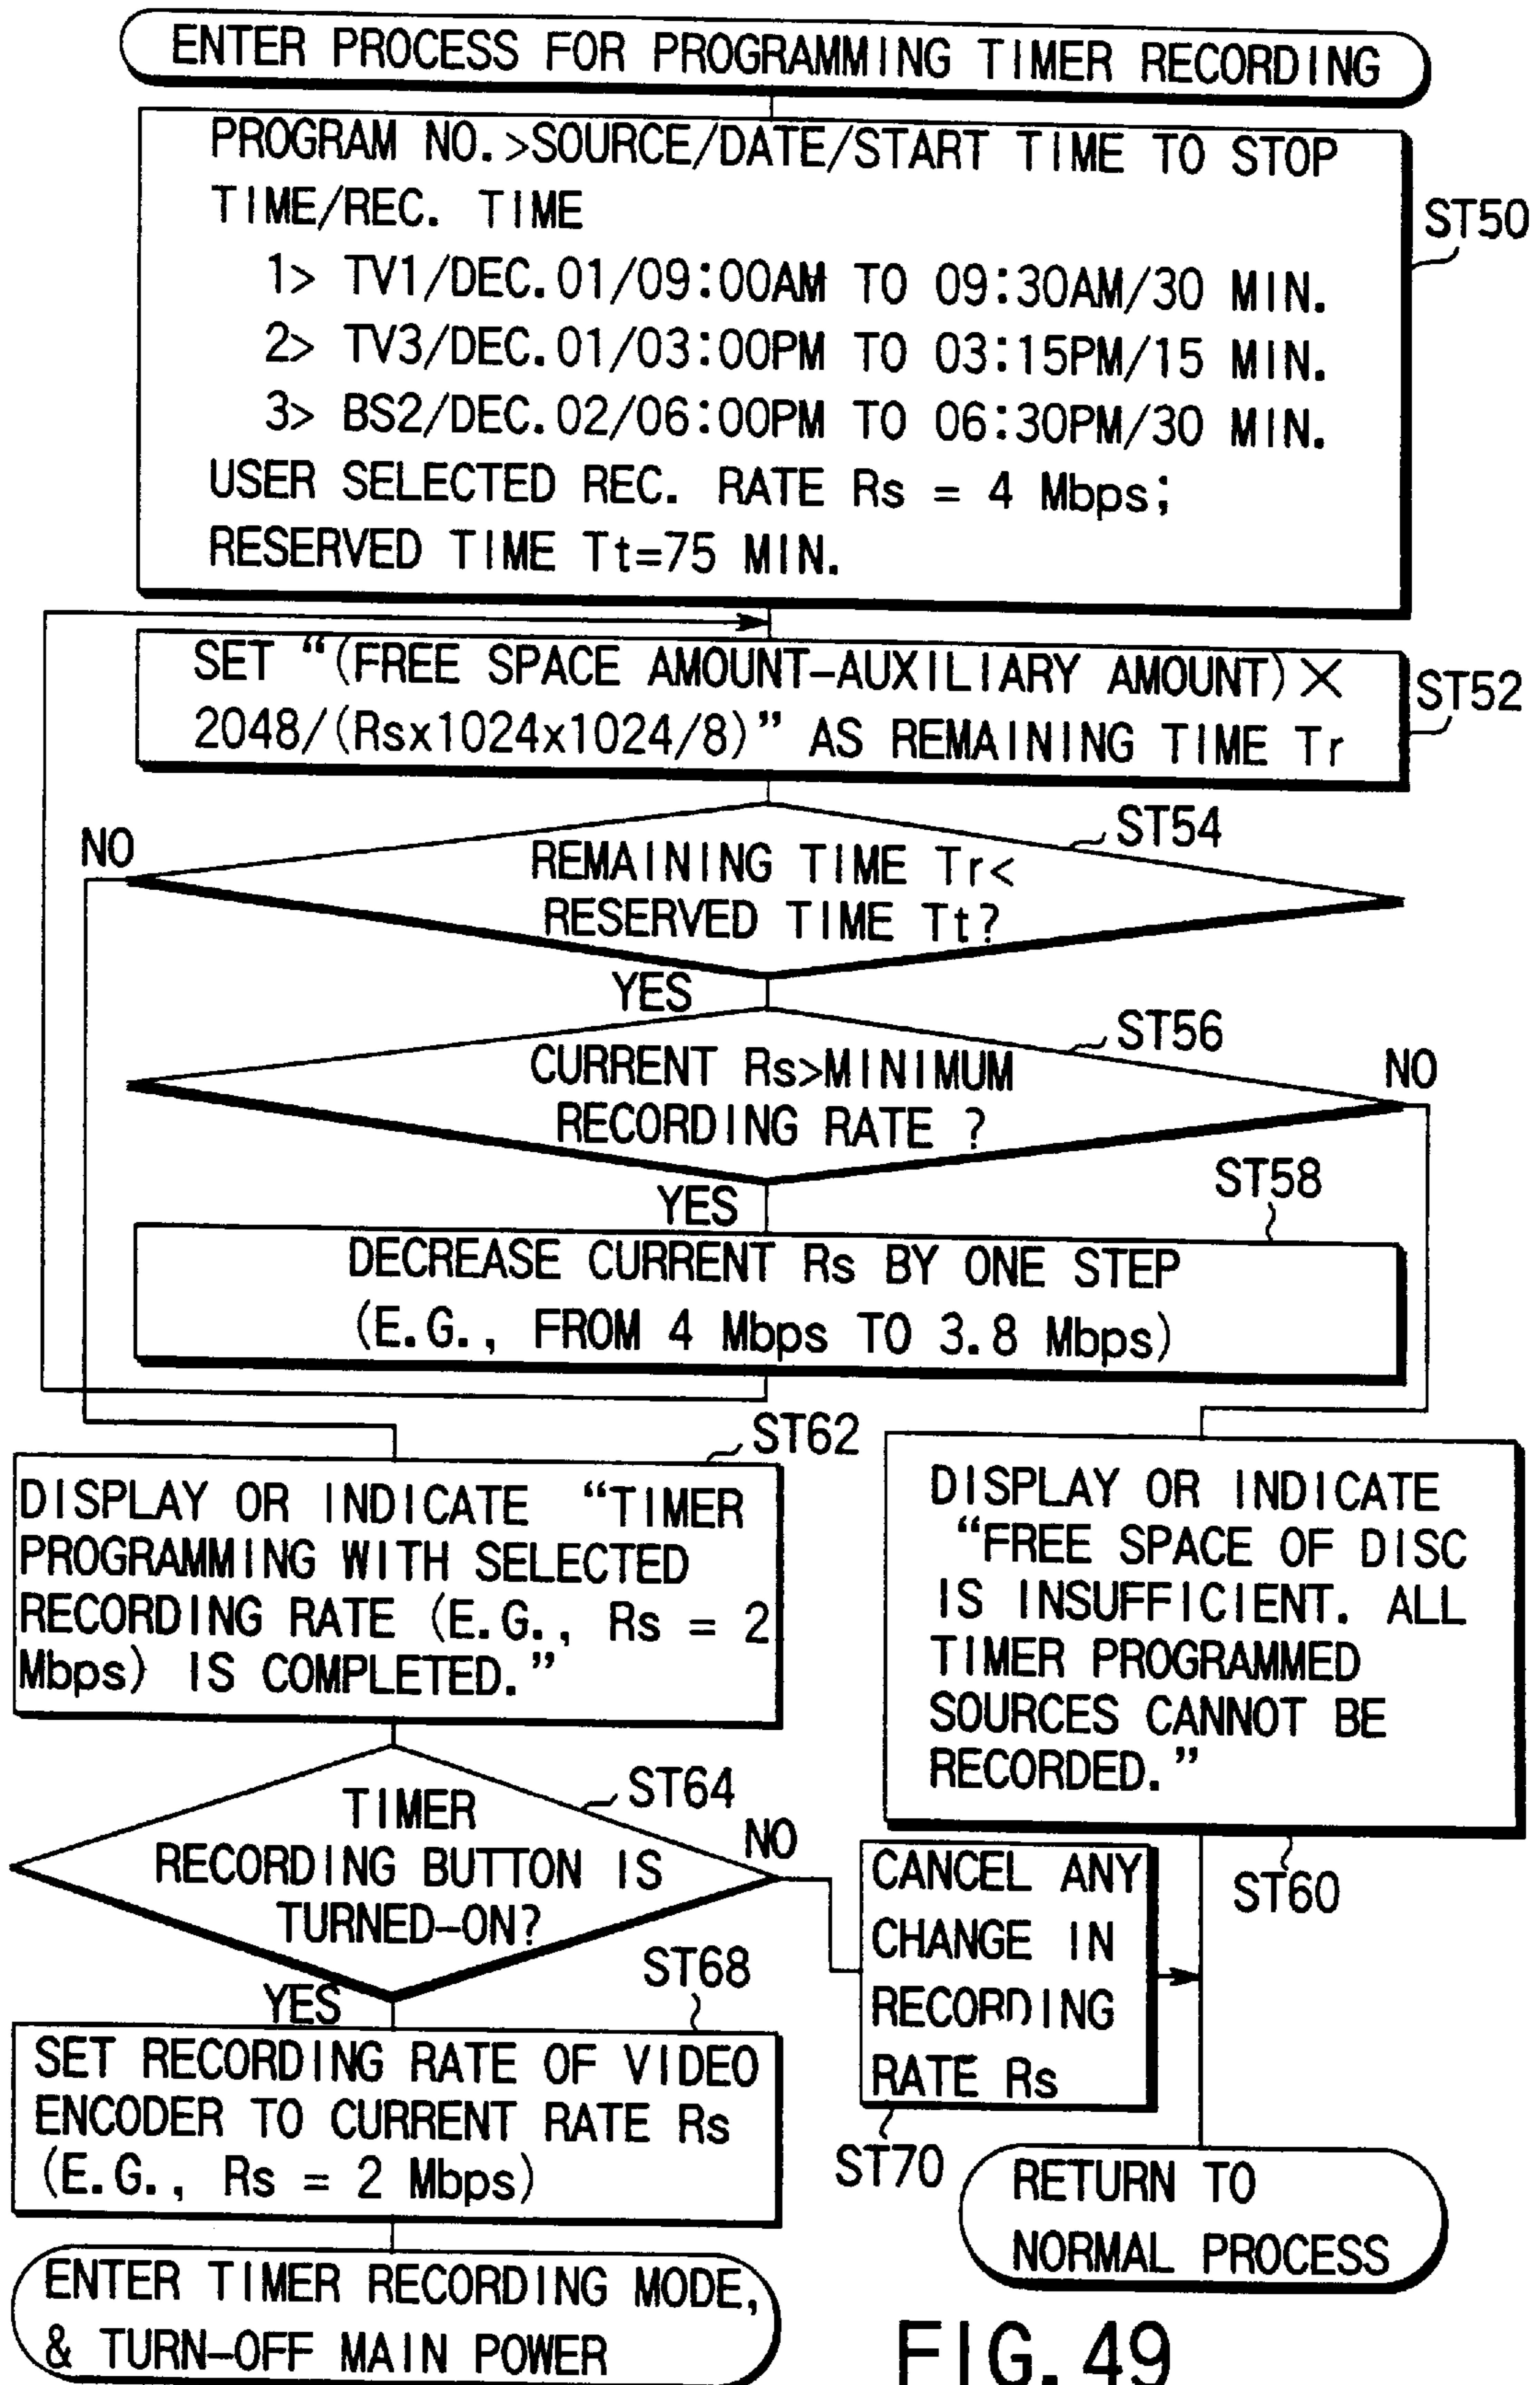 ENTER PROCESS FOR PROGRAMMING TIMER RECORDING
PROGRAM NO.>SOURCE/DATE/START TIME TO STOP
TIME/REC. TIME
1> TV1/DEC.01/09:00AM TO 09:30AM/30 MIN.
2> TV3/DEC.01/03:00PM TO 03:15PM/15 MIN.
3> BS2/DEC.02/06:00PM TO 06:30PM/30 MIN.
USER SELECTED REC. RATE Rs = 4 Mbps;
RESERVED TIME Tt=75 MIN.
ST50
SET “(FREE SPACE AMOUNT-AUXILIARY AMOUNT)×
2048/(Rsx1024x1024/8)” AS REMAINING TIME Tr
ST52
ST54
NO
REMAINING TIME Tr<
RESERVED TIME Tt?
YES
ST56
CURRENT Rs>MINIMUM
RECORDING RATE ?
NO
YES
ST58
DECREASE CURRENT Rs BY ONE STEP
(E.G., FROM 4 Mbps TO 3.8 Mbps)
ST62
DISPLAY OR INDICATE “TIMER
PROGRAMMING WITH SELECTED
RECORDING RATE (E.G., Rs = 2
Mbps) IS COMPLETED.”
DISPLAY OR INDICATE
“FREE SPACE OF DISC
IS INSUFFICIENT. ALL
TIMER PROGRAMMED
SOURCES CANNOT BE
RECORDED.”
ST60
ST64
TIMER
RECORDING BUTTON IS
TURNED-ON?
NO
YES
CANCEL ANY
CHANGE IN
RECORDING
RATE Rs
ST70
ST68
SET RECORDING RATE OF VIDEO
ENCODER TO CURRENT RATE Rs
(E.G., Rs = 2 Mbps)
RETURN TO
NORMAL PROCESS
ENTER TIMER RECORDING MODE,
& TURN-OFF MAIN POWER
FIG. 49